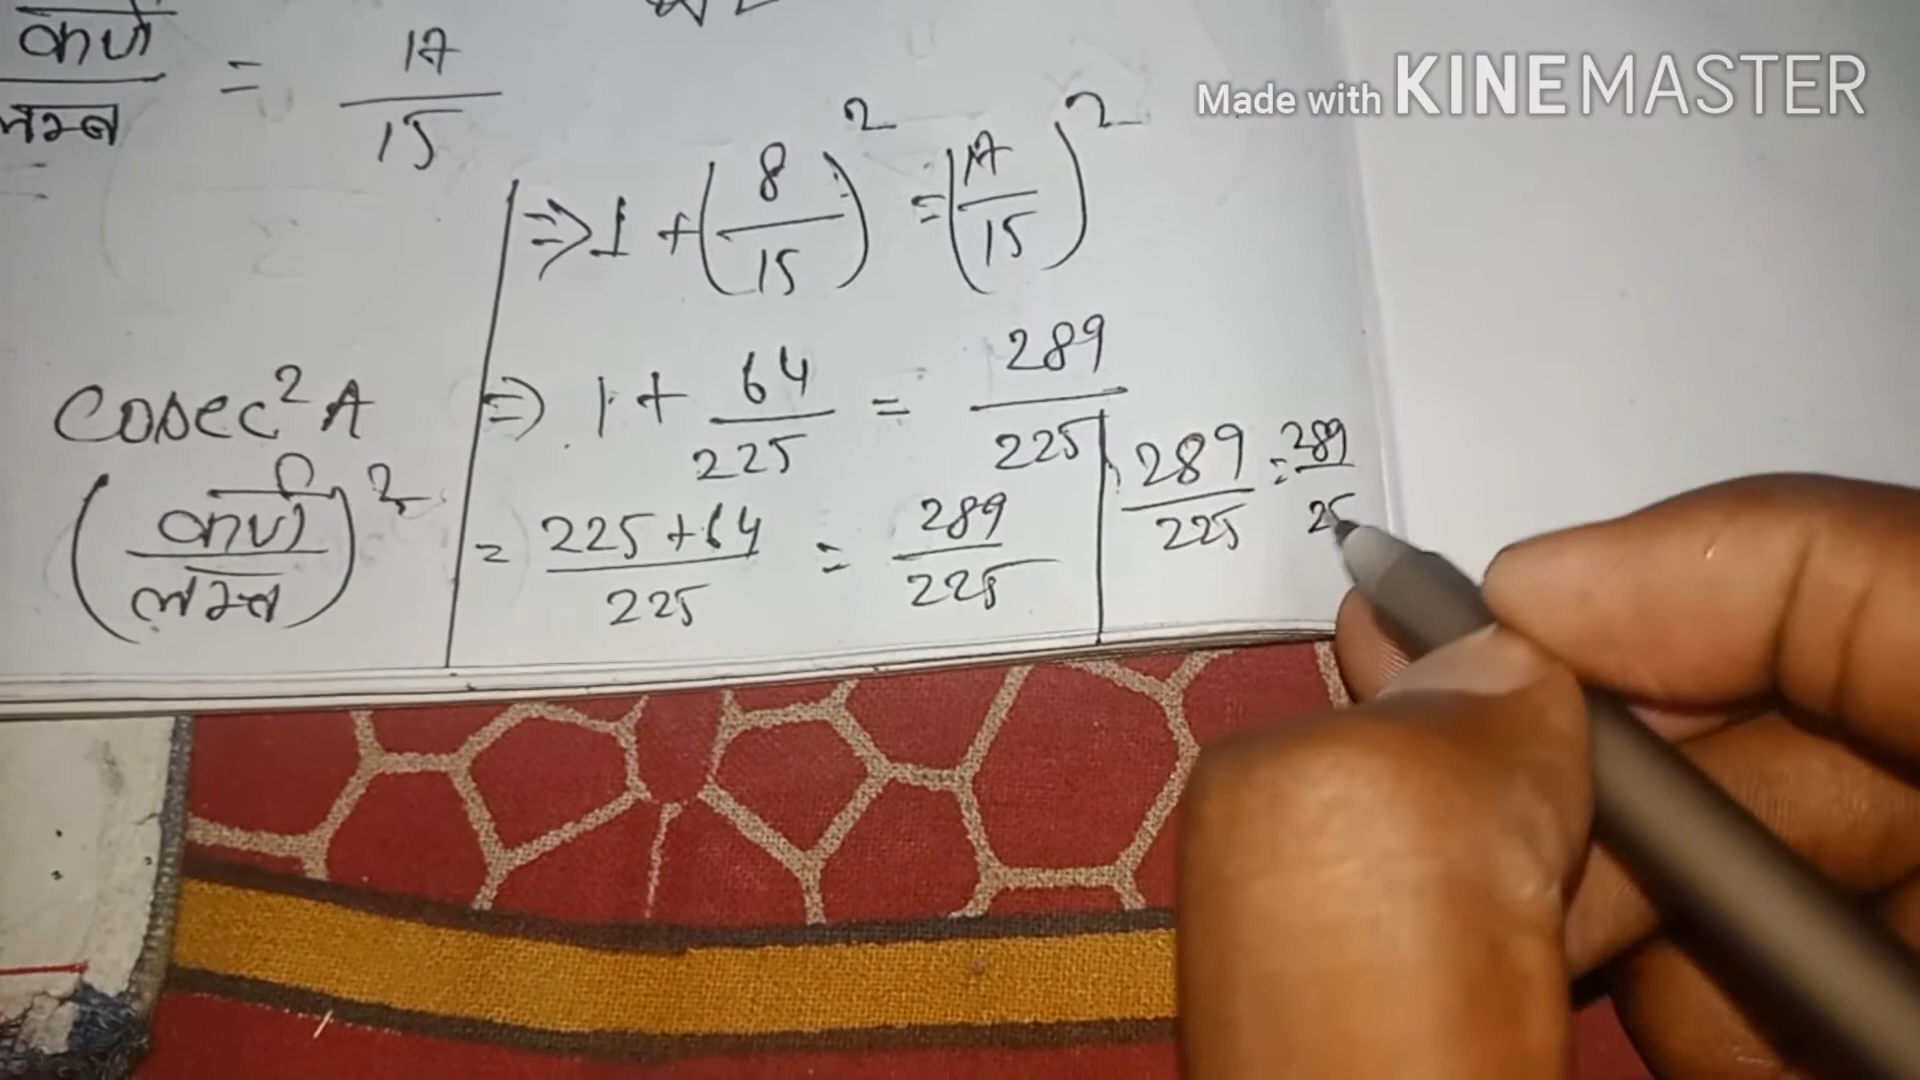 Made with KINEMASTER
कर्ण / लम्ब = 17/15
⇒ 1 + (8/15)² = (17/15)²
cosec²A
⇒ 1 + 64/225 = 289/225
(कर्ण/लम्ब)²
= 225+64/225 = 289/225
289/225 = 289/25